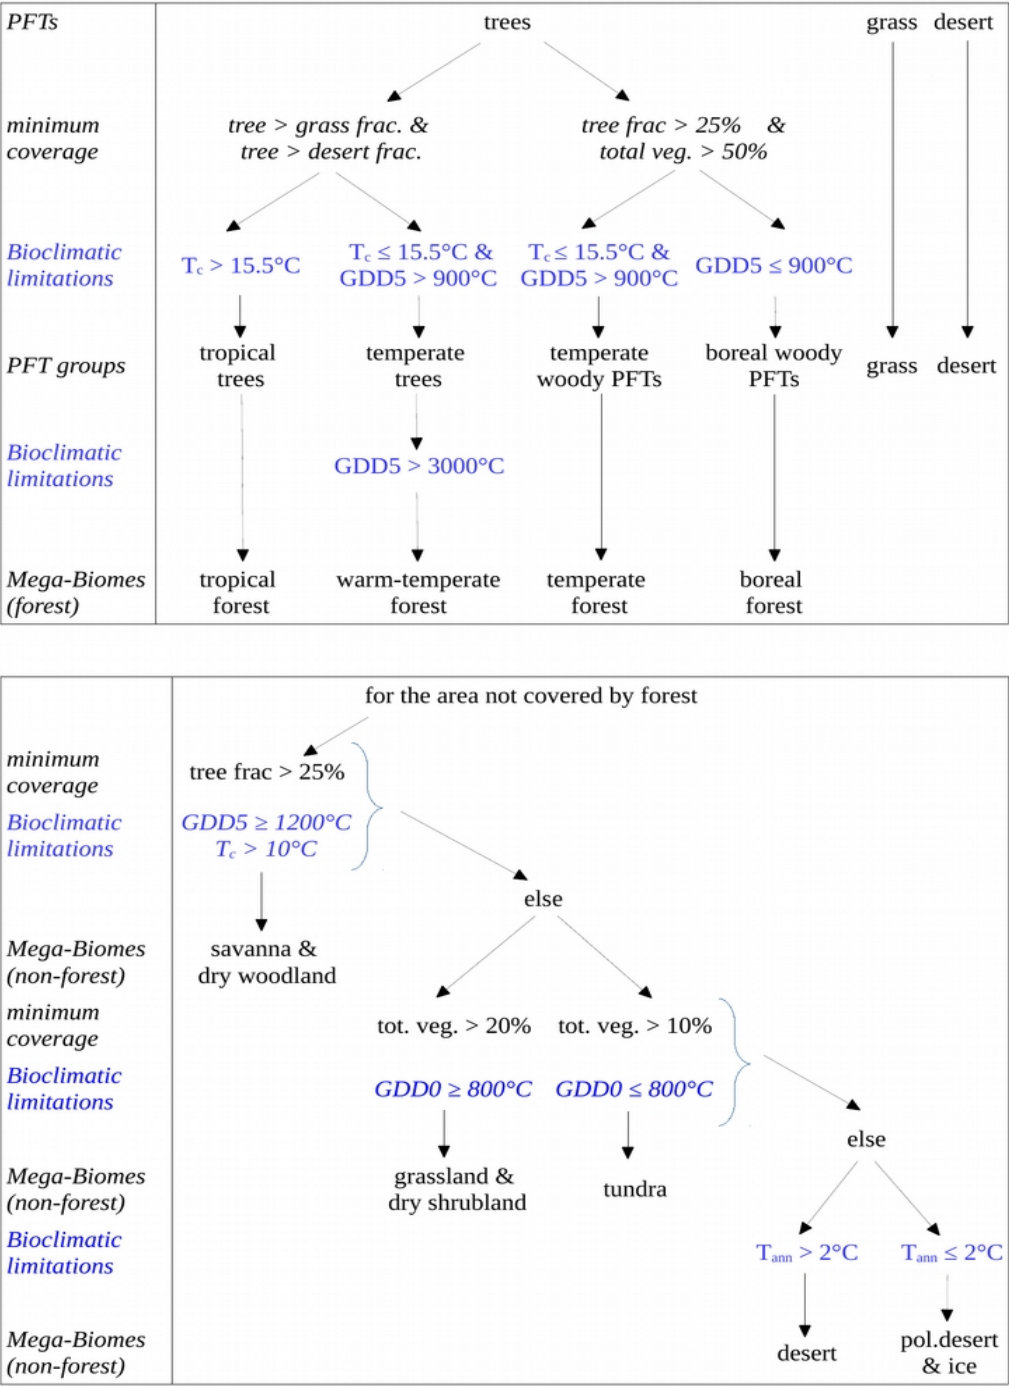 PFTs
trees
grass desert
minimum
coverage
tree > grass frac. &
tree > desert frac.
tree frac > 25% &
total veg. > 50%
Bioclimatic
limitations
Tc > 15.5°C
Tc ≤ 15.5°C &
GDD5 > 900°C
Tc ≤ 15.5°C &
GDD5 > 900°C
GDD5 ≤ 900°C
PFT groups
tropical
trees
temperate
trees
temperate
woody PFTs
boreal woody
PFTs
grass desert
Bioclimatic
limitations
GDD5 > 3000°C
Mega-Biomes
(forest)
tropical
forest
warm-temperate
forest
temperate
forest
boreal
forest
for the area not covered by forest
minimum
coverage
tree frac > 25%
Bioclimatic
limitations
GDD5 ≥ 1200°C
Tc > 10°C
else
Mega-Biomes
(non-forest)
savanna &
dry woodland
minimum
coverage
tot. veg. > 20%
tot. veg. > 10%
Bioclimatic
limitations
GDD0 ≥ 800°C
GDD0 ≤ 800°C
else
Mega-Biomes
(non-forest)
grassland &
dry shrubland
tundra
Bioclimatic
limitations
Tann > 2°C
Tann ≤ 2°C
Mega-Biomes
(non-forest)
desert
pol.desert
& ice